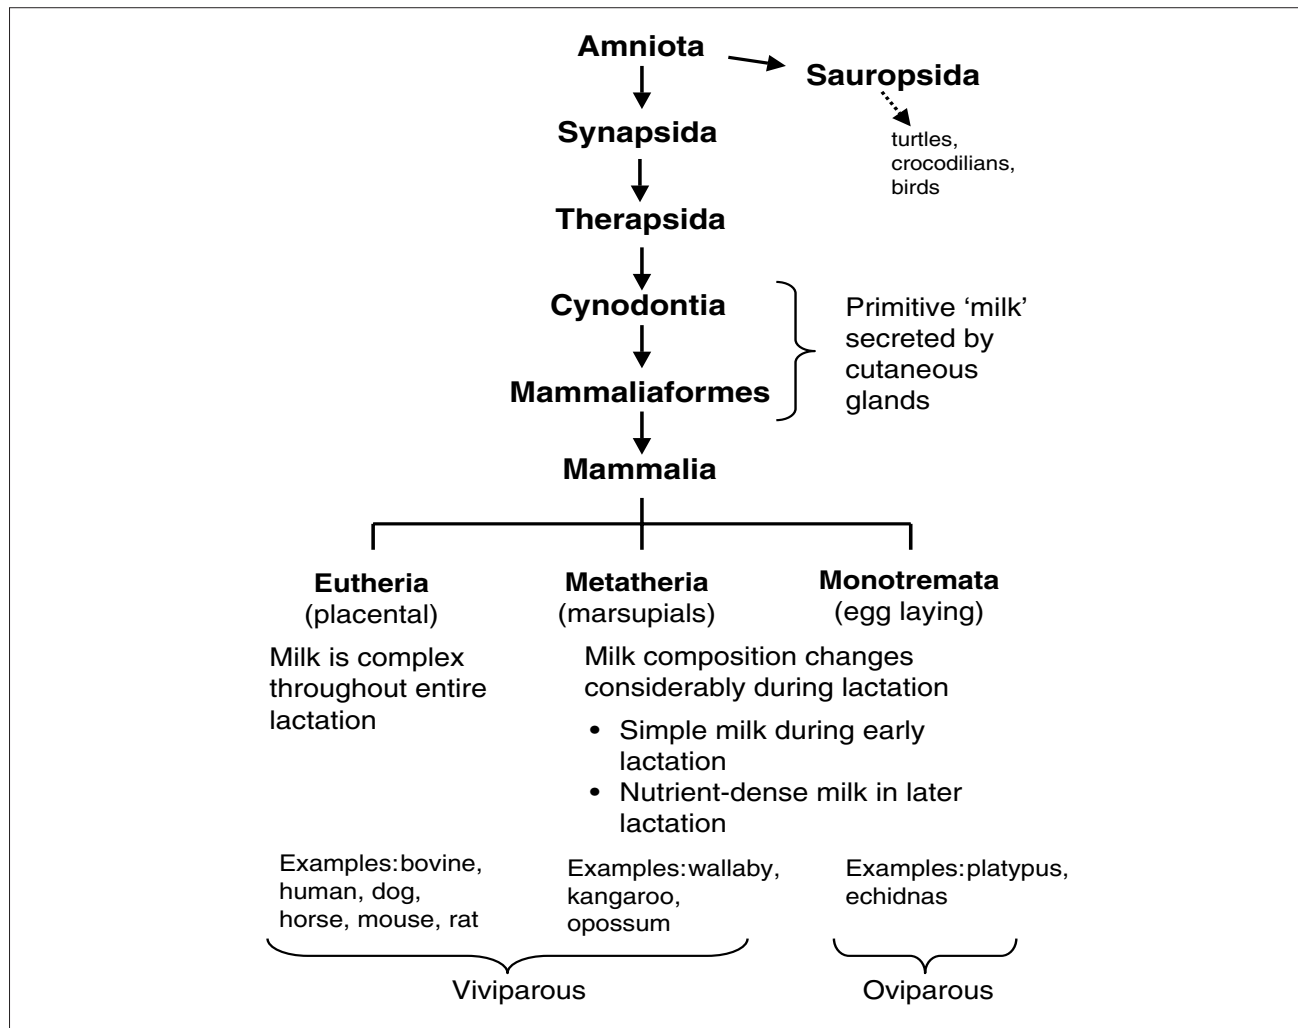 Amniota
Sauropsida
turtles,
crocodilians,
birds
Synapsida
Therapsida
Cynodontia
Mammaliaformes
Primitive ‘milk’
secreted by
cutaneous
glands
Mammalia
Eutheria
(placental)
Metatheria
(marsupials)
Monotremata
(egg laying)
Milk is complex
throughout entire
lactation
Milk composition changes
considerably during lactation
• Simple milk during early
lactation
• Nutrient-dense milk in later
lactation
Examples:bovine,
human, dog,
horse, mouse, rat
Examples:wallaby,
kangaroo,
opossum
Examples:platypus,
echidnas
Viviparous
Oviparous